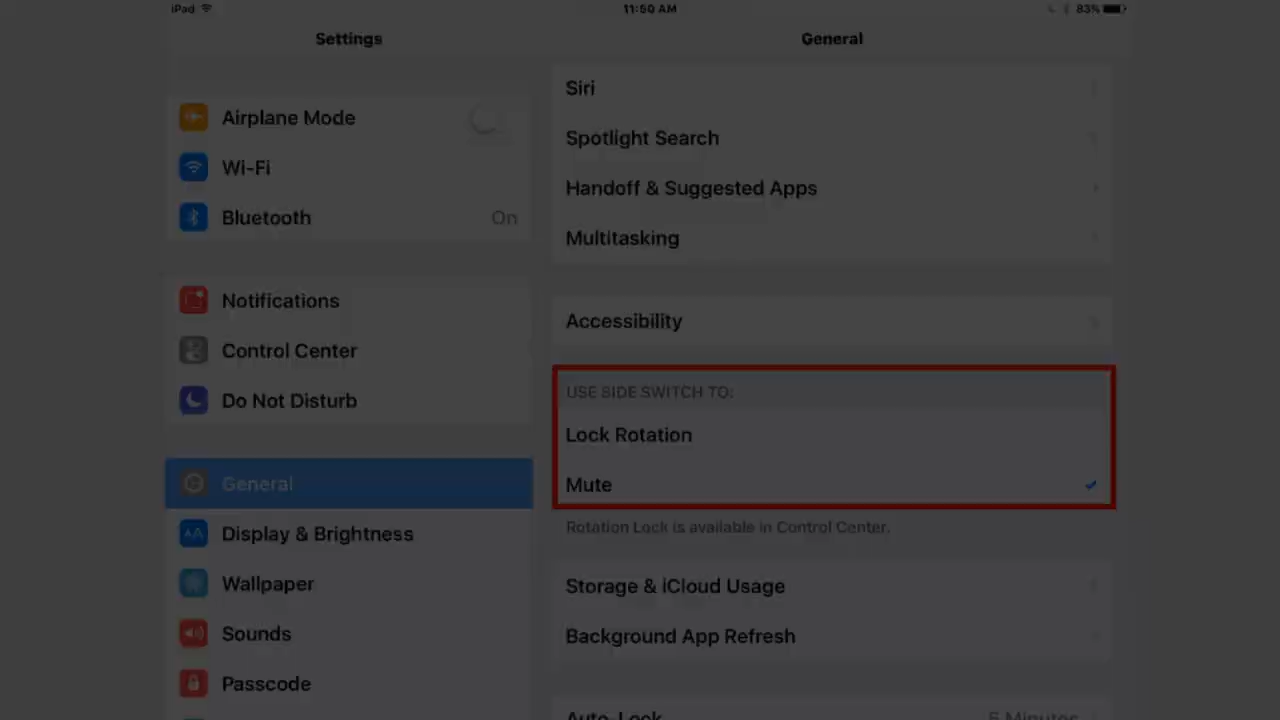 iPad 11:50 AM 83%
Settings
Airplane Mode
Wi-Fi
Bluetooth On
Notifications
Control Center
Do Not Disturb
General
Display & Brightness
Wallpaper
Sounds
Passcode
General
Siri
Spotlight Search
Handoff & Suggested Apps
Multitasking
Accessibility
USE SIDE SWITCH TO:
Lock Rotation
Mute
Rotation Lock is available in Control Center.
Storage & iCloud Usage
Background App Refresh
Auto-Lock 5 Minutes